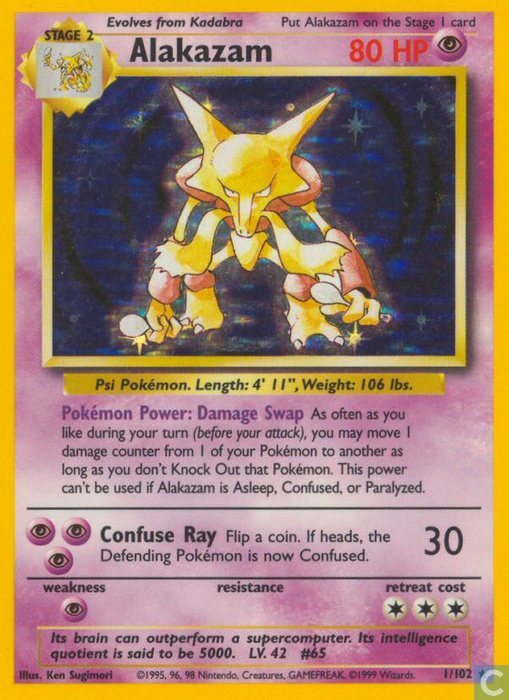 Evolves from Kadabra Put Alakazam on the Stage 1 card
STAGE 2
Alakazam 80 HP
Psi Pokémon. Length: 4' 11", Weight: 106 lbs.
Pokémon Power: Damage Swap As often as you
like during your turn (before your attack), you may move 1
damage counter from 1 of your Pokémon to another as
long as you don't Knock Out that Pokémon. This power
can't be used if Alakazam is Asleep, Confused, or Paralyzed.
Confuse Ray Flip a coin. If heads, the 30
Defending Pokémon is now Confused.
weakness resistance retreat cost
Its brain can outperform a supercomputer. Its intelligence
quotient is said to be 5000. LV. 42 #65
Illus. Ken Sugimori ©1995, 96, 98 Nintendo, Creatures, GAMEFREAK. ©1999 Wizards. 1/102
C